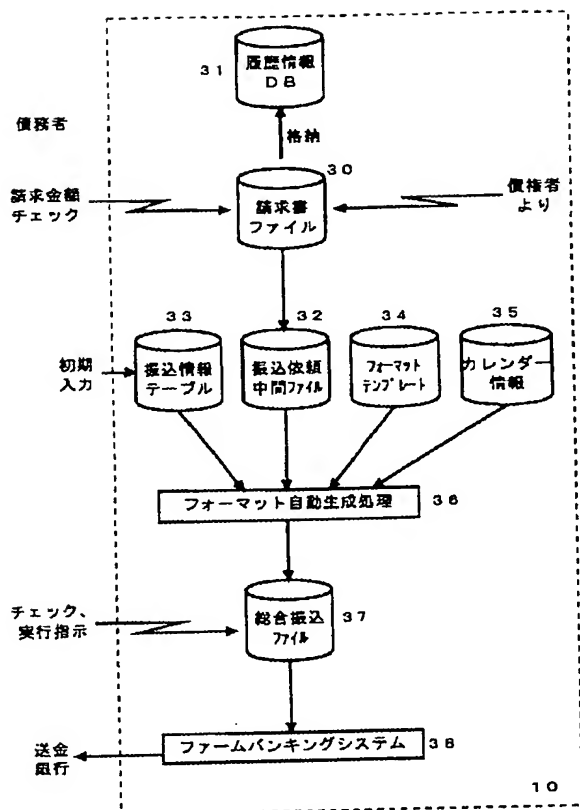 31
履歴情報
DB
債務者
格納
30
請求金額
チェック
請求書
ファイル
債権者
より
33
32
34
35
初期
入力
振込情報
テーブル
振込依頼
中間ファイル
フォーマット
テンプレート
カレンダー
情報
フォーマット自動生成処理
36
チェック、
実行指示
総合振込
ファイル
37
送金
銀行
ファームバンキングシステム
38
10